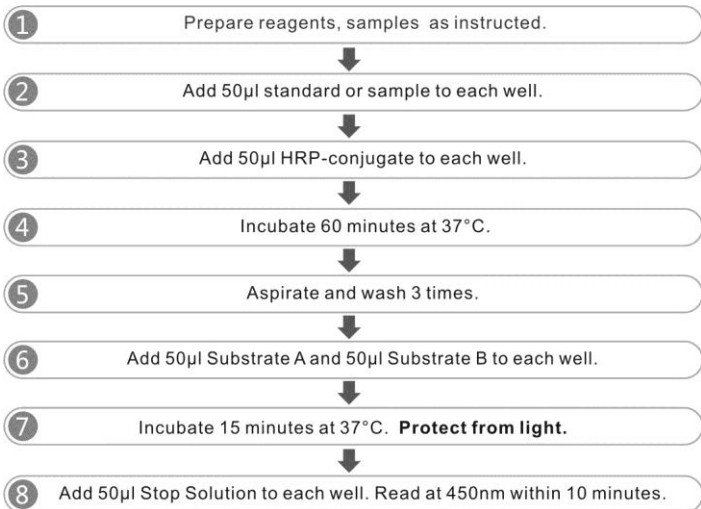 1 Prepare reagents, samples as instructed.
2 Add 50μl standard or sample to each well.
3 Add 50μl HRP-conjugate to each well.
4 Incubate 60 minutes at 37°C.
5 Aspirate and wash 3 times.
6 Add 50μl Substrate A and 50μl Substrate B to each well.
7 Incubate 15 minutes at 37°C. Protect from light.
8 Add 50μl Stop Solution to each well. Read at 450nm within 10 minutes.